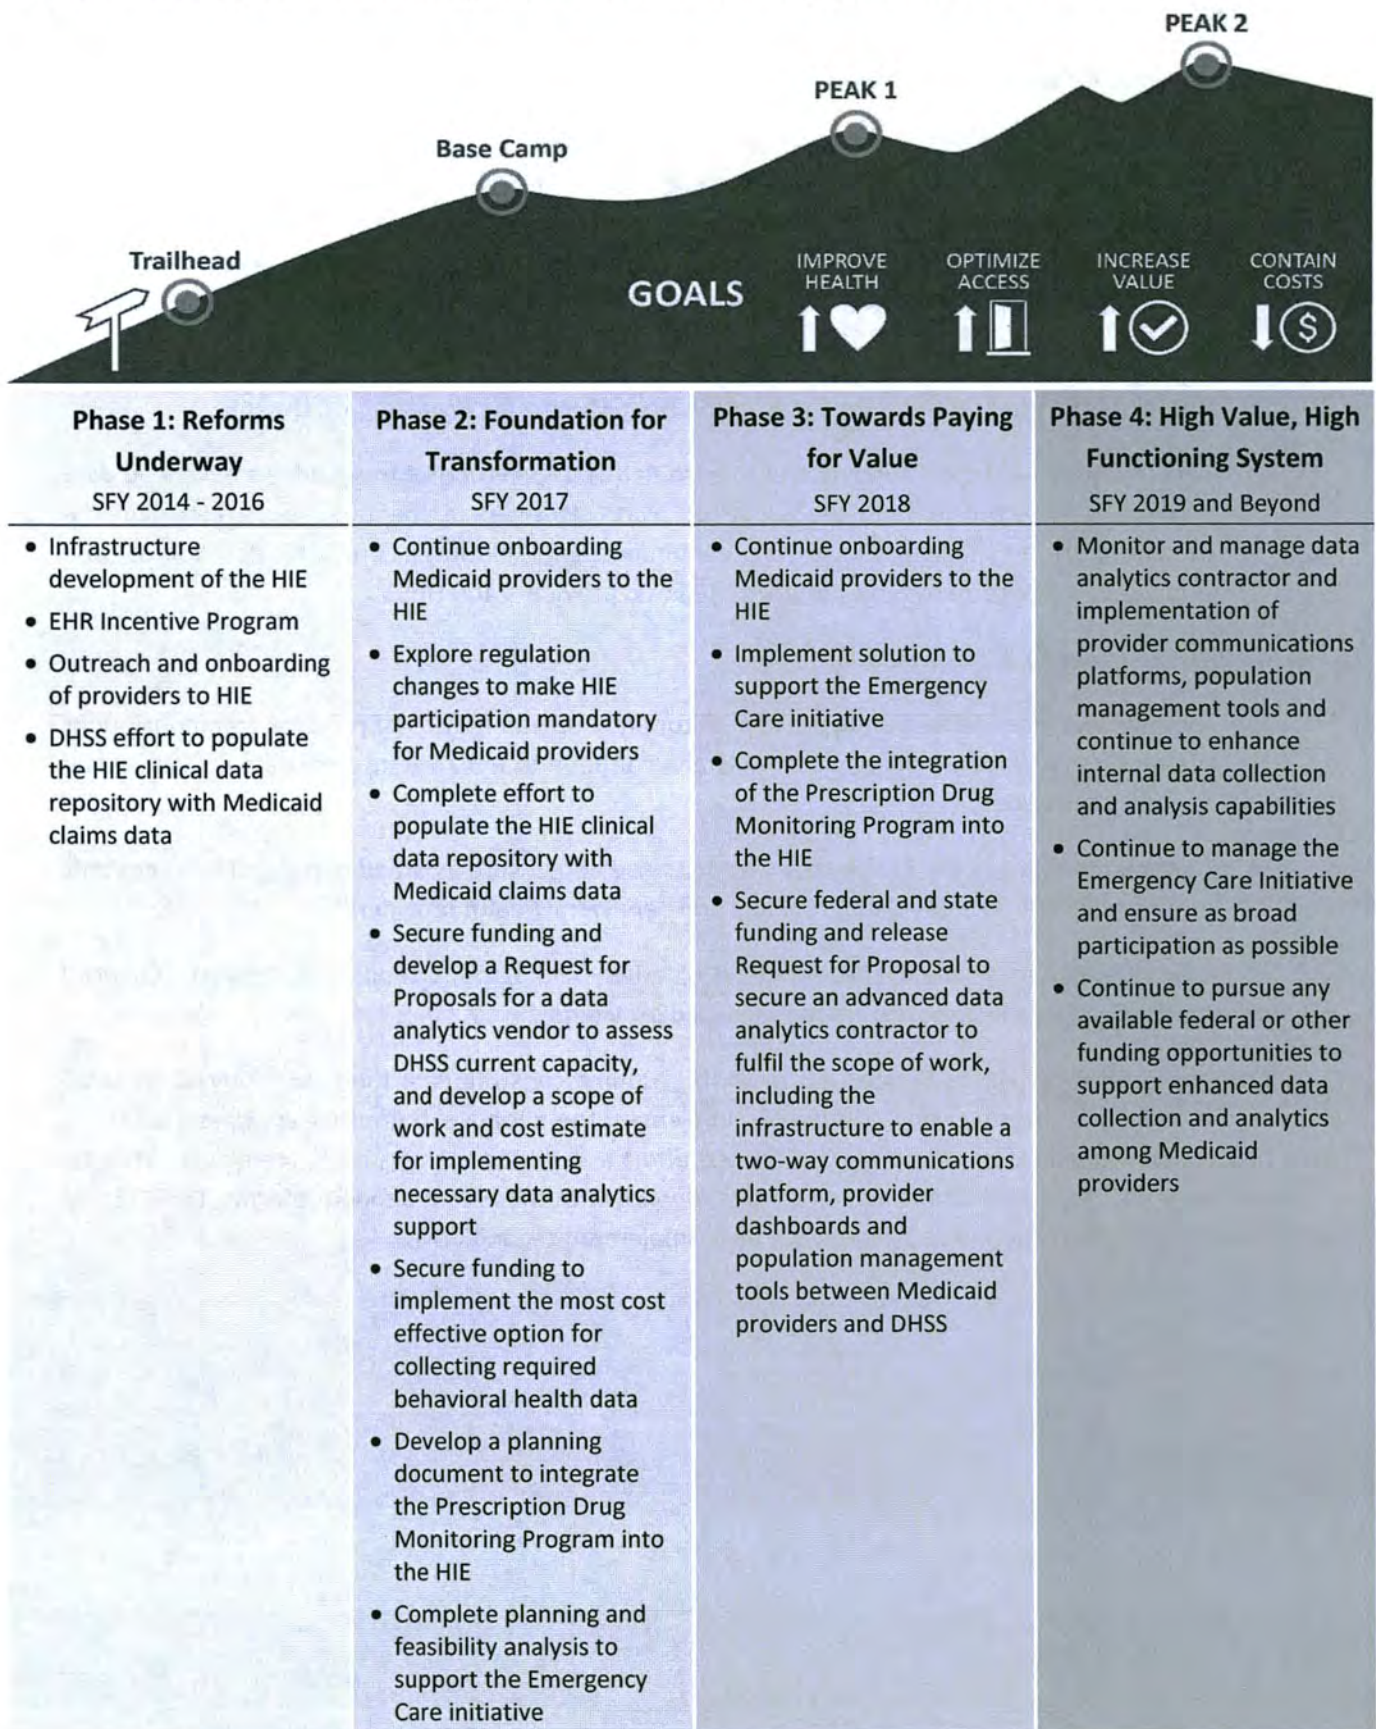 PEAK 2
PEAK 1
Base Camp
Trailhead
GOALS
IMPROVE
HEALTH
OPTIMIZE
ACCESS
INCREASE
VALUE
CONTAIN
COSTS
$
Phase 1: Reforms
Underway
SFY 2014 - 2016
• Infrastructure
development of the HIE
• EHR Incentive Program
• Outreach and onboarding
of providers to HIE
• DHSS effort to populate
the HIE clinical data
repository with Medicaid
claims data
Phase 2: Foundation for
Transformation
SFY 2017
• Continue onboarding
Medicaid providers to the
HIE
• Explore regulation
changes to make HIE
participation mandatory
for Medicaid providers
• Complete effort to
populate the HIE clinical
data repository with
Medicaid claims data
• Secure funding and
develop a Request for
Proposals for a data
analytics vendor to assess
DHSS current capacity,
and develop a scope of
work and cost estimate
for implementing
necessary data analytics
support
• Secure funding to
implement the most cost
effective option for
collecting required
behavioral health data
• Develop a planning
document to integrate
the Prescription Drug
Monitoring Program into
the HIE
• Complete planning and
feasibility analysis to
support the Emergency
Care initiative
Phase 3: Towards Paying
for Value
SFY 2018
• Continue onboarding
Medicaid providers to the
HIE
• Implement solution to
support the Emergency
Care initiative
• Complete the integration
of the Prescription Drug
Monitoring Program into
the HIE
• Secure federal and state
funding and release
Request for Proposal to
secure an advanced data
analytics contractor to
fulfil the scope of work,
including the
infrastructure to enable a
two-way communications
platform, provider
dashboards and
population management
tools between Medicaid
providers and DHSS
Phase 4: High Value, High
Functioning System
SFY 2019 and Beyond
• Monitor and manage data
analytics contractor and
implementation of
provider communications
platforms, population
management tools and
continue to enhance
internal data collection
and analysis capabilities
• Continue to manage the
Emergency Care Initiative
and ensure as broad
participation as possible
• Continue to pursue any
available federal or other
funding opportunities to
support enhanced data
collection and analytics
among Medicaid
providers